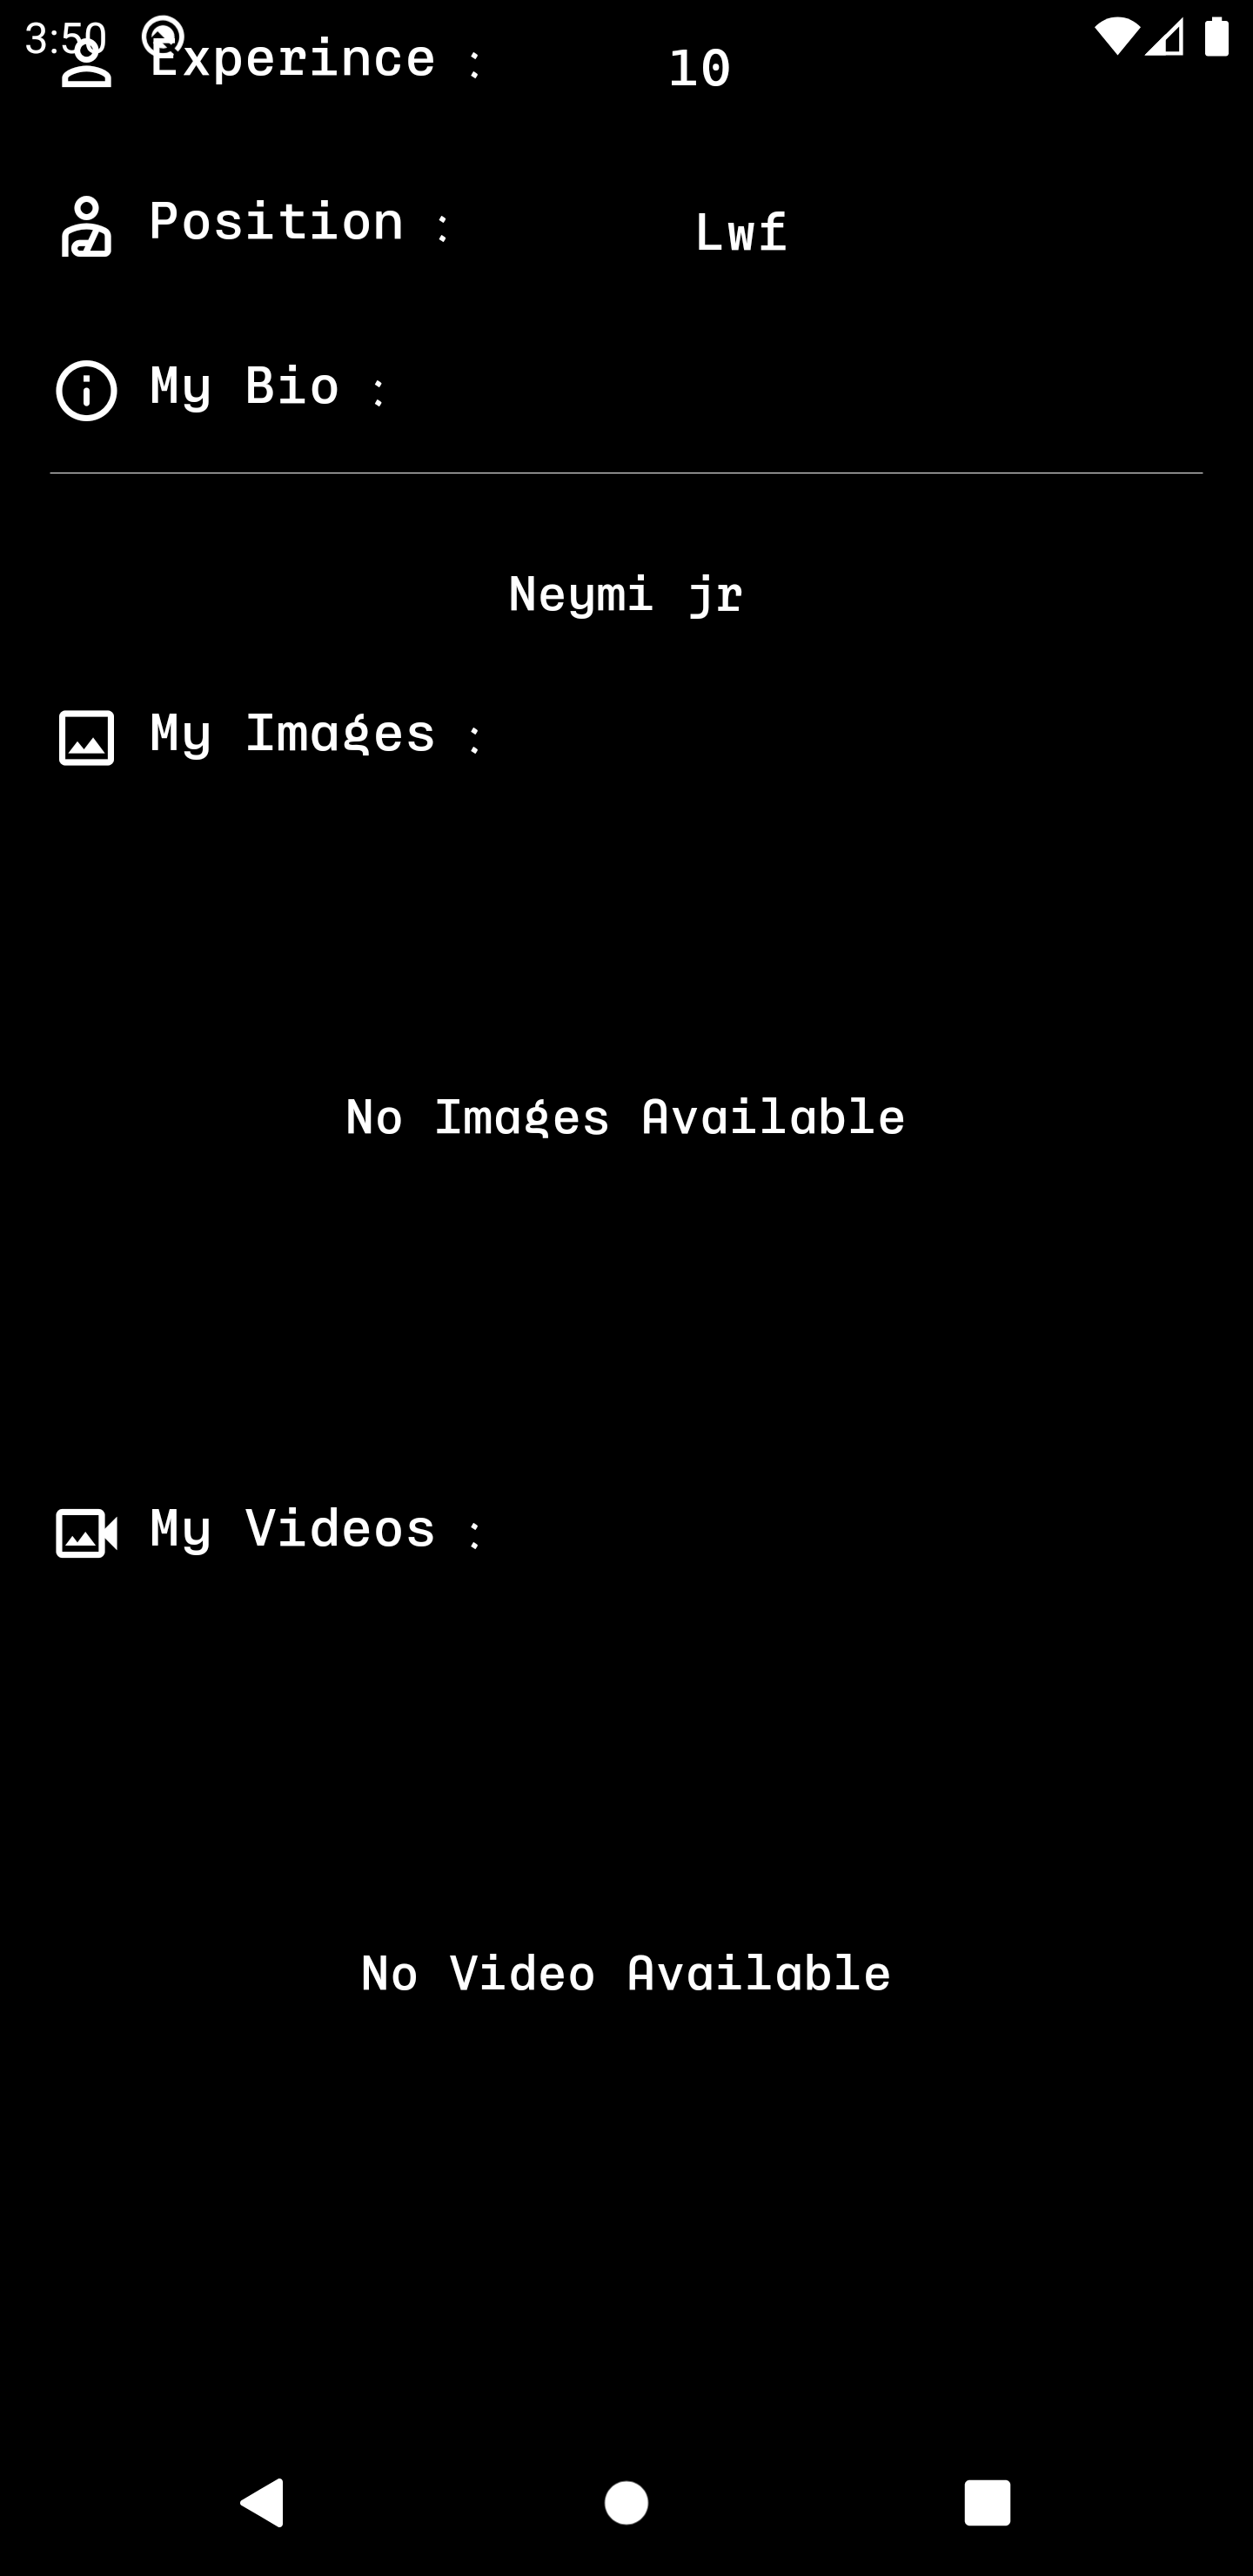 3:50
Experince : 10
Position : Lwf
My Bio :
Neymi jr
My Images :
No Images Available
My Videos :
No Video Available